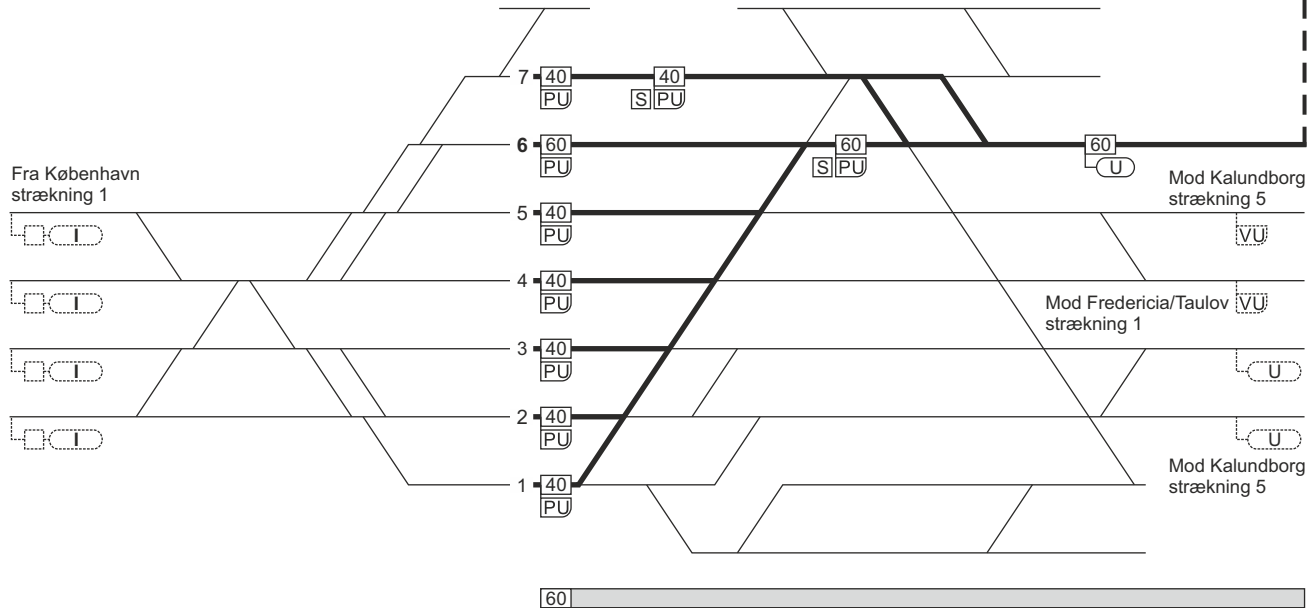 7 40 40
PU S PU
6 60 60 60
PU S PU U
Fra København
strækning 1
Mod Kalundborg
strækning 5
5 40
I PU VU
4 40
I PU VU
Mod Fredericia/Taulov
strækning 1
3 40
I PU U
2 40
I PU U
Mod Kalundborg
strækning 5
1 40
PU
60